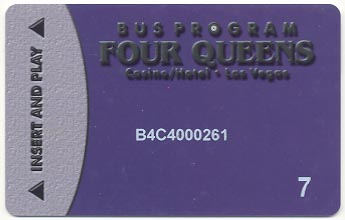 BUS PROGRAM
FOUR QUEENS
Casino/Hotel • Las Vegas
INSERT AND PLAY
B4C4000261
7